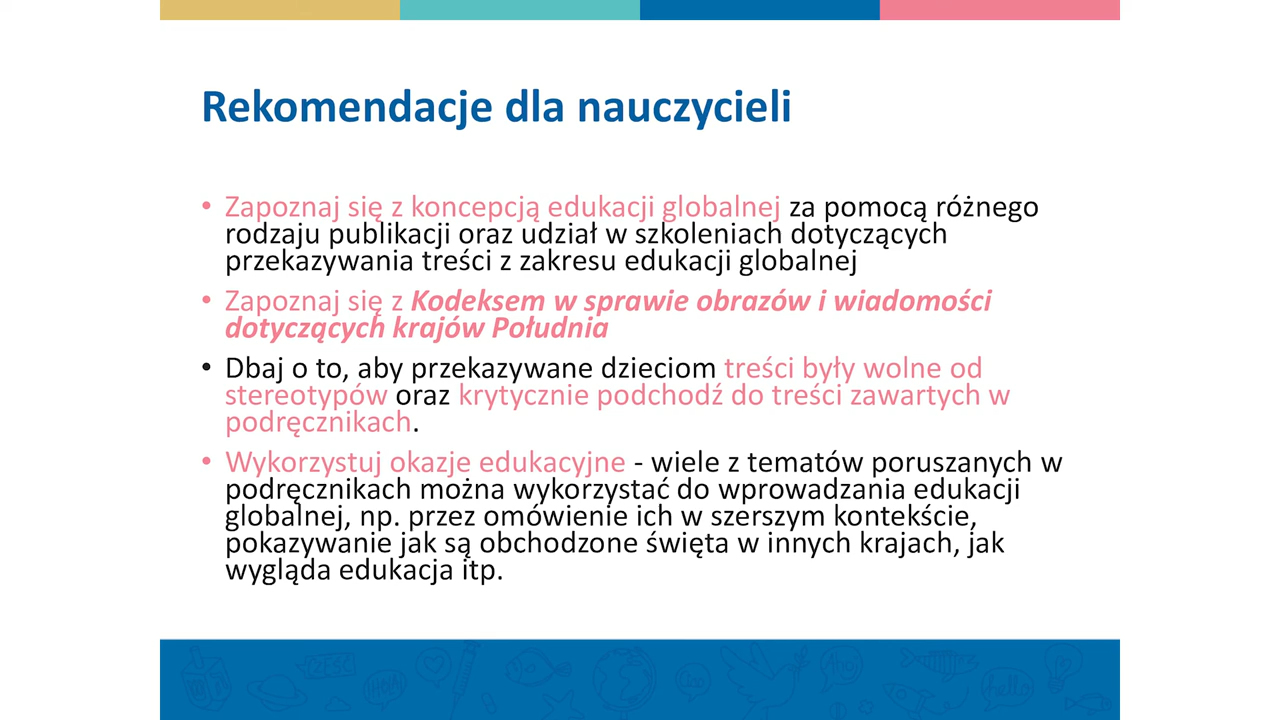 Rekomendacje dla nauczycieli
• Zapoznaj się z koncepcją edukacji globalnej za pomocą różnego
rodzaju publikacji oraz udział w szkoleniach dotyczących
przekazywania treści z zakresu edukacji globalnej
• Zapoznaj się z Kodeksem w sprawie obrazów i wiadomości
dotyczących krajów Południa
• Dbaj o to, aby przekazywane dzieciom treści były wolne od
stereotypów oraz krytycznie podchodź do treści zawartych w
podręcznikach.
• Wykorzystuj okazje edukacyjne - wiele z tematów poruszanych w
podręcznikach można wykorzystać do wprowadzania edukacji
globalnej, np. przez omówienie ich w szerszym kontekście,
pokazywanie jak są obchodzone święta w innych krajach, jak
wygląda edukacja itp.
CZEŚĆ
Ciao
Ahoj
hello